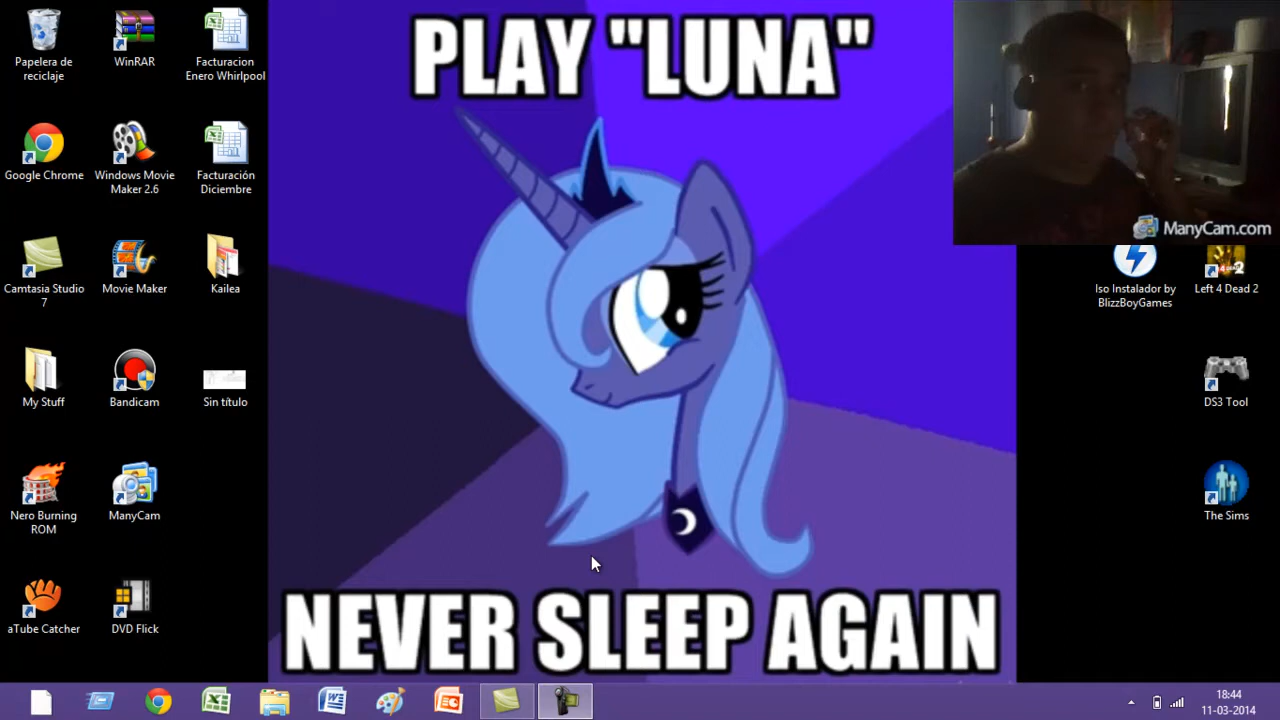 PLAY "LUNA"
NEVER SLEEP AGAIN
Papelera de
reciclaje
WinRAR
Facturacion
Enero Whirlpool
Google Chrome
Windows Movie
Maker 2.6
Facturación
Diciembre
Camtasia Studio
7
Movie Maker
Kailea
My Stuff
Bandicam
Sin título
Nero Burning
ROM
ManyCam
aTube Catcher
DVD Flick
ManyCam.com
Iso Instalador by
BlizzBoyGames
Left 4 Dead 2
DS3 Tool
The Sims
18:44
11-03-2014